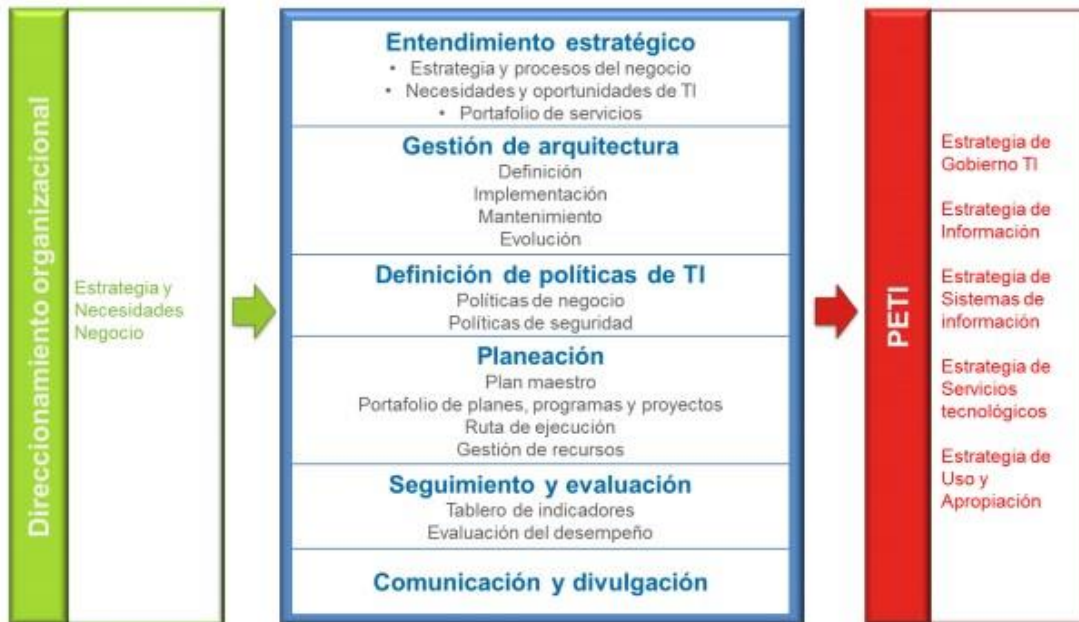 Direccionamiento organizacional
Estrategia y
Necesidades
Negocio
Entendimiento estratégico
• Estrategia y procesos del negocio
• Necesidades y oportunidades de TI
• Portafolio de servicios
Gestión de arquitectura
Definición
Implementación
Mantenimiento
Evolución
Definición de políticas de TI
Políticas de negocio
Políticas de seguridad
Planeación
Plan maestro
Portafolio de planes, programas y proyectos
Ruta de ejecución
Gestión de recursos
Seguimiento y evaluación
Tablero de indicadores
Evaluación del desempeño
Comunicación y divulgación
PETI
Estrategia de
Gobierno TI
Estrategia de
Información
Estrategia de
Sistemas de
información
Estrategia de
Servicios
tecnológicos
Estrategia de
Uso y
Apropiación